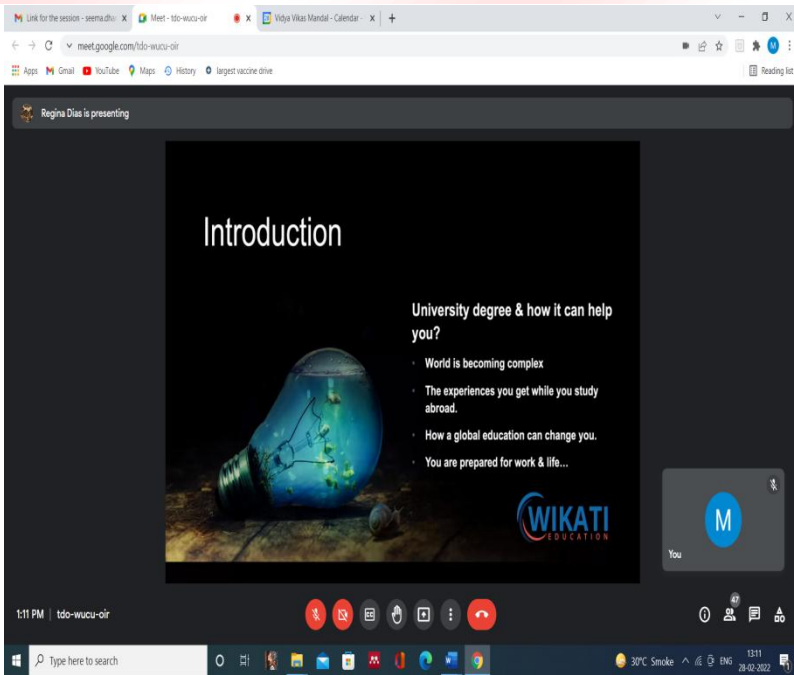 Link for the session - seema.dha
Meet - tdo-wucu-oir
Vidya Vikas Mandal - Calendar -
meet.google.com/tdo-wucu-oir
M
Apps
Gmail
YouTube
Maps
History
largest vaccine drive
Reading list
Regina Dias is presenting
Introduction
University degree & how it can help
you?
World is becoming complex
The experiences you get while you study
abroad.
How a global education can change you.
You are prepared for work & life...
WIKATI
EDUCATION
M
You
1:11 PM | tdo-wucu-oir
CC
47
Type here to search
30°C Smoke
ENG
13:11
28-02-2022